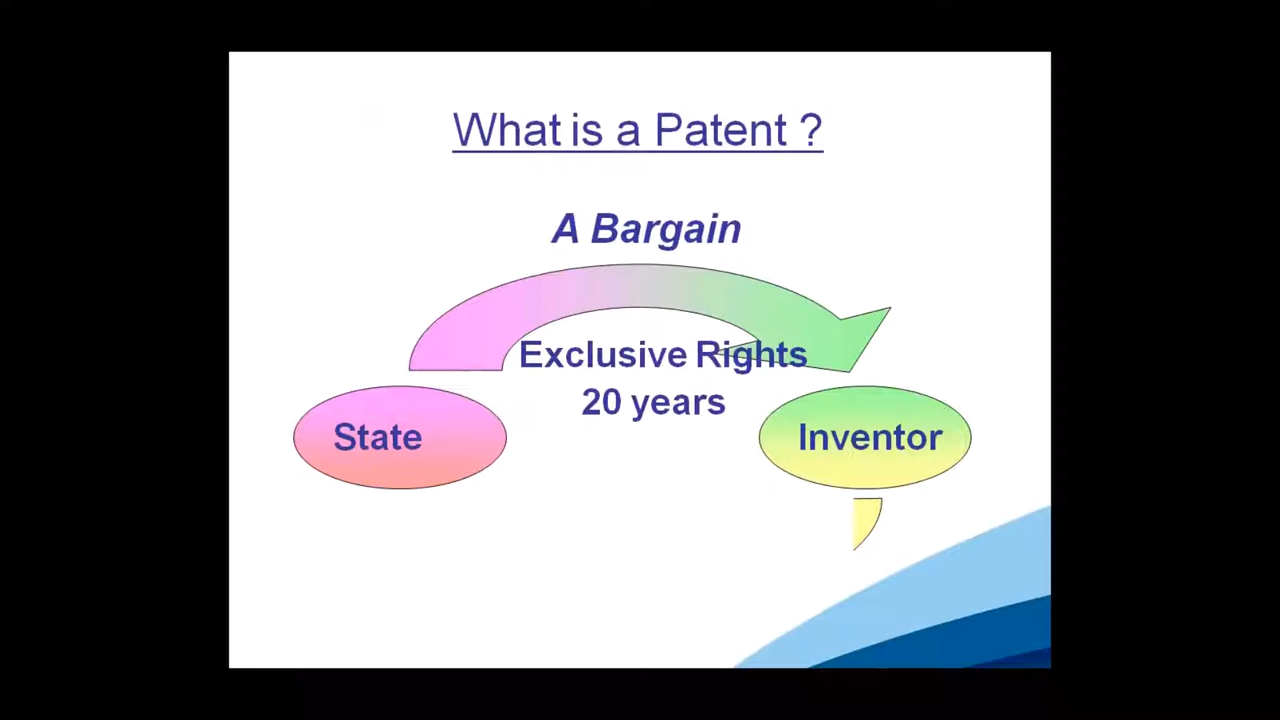 What is a Patent ?
A Bargain
Exclusive Rights
20 years
State
Inventor